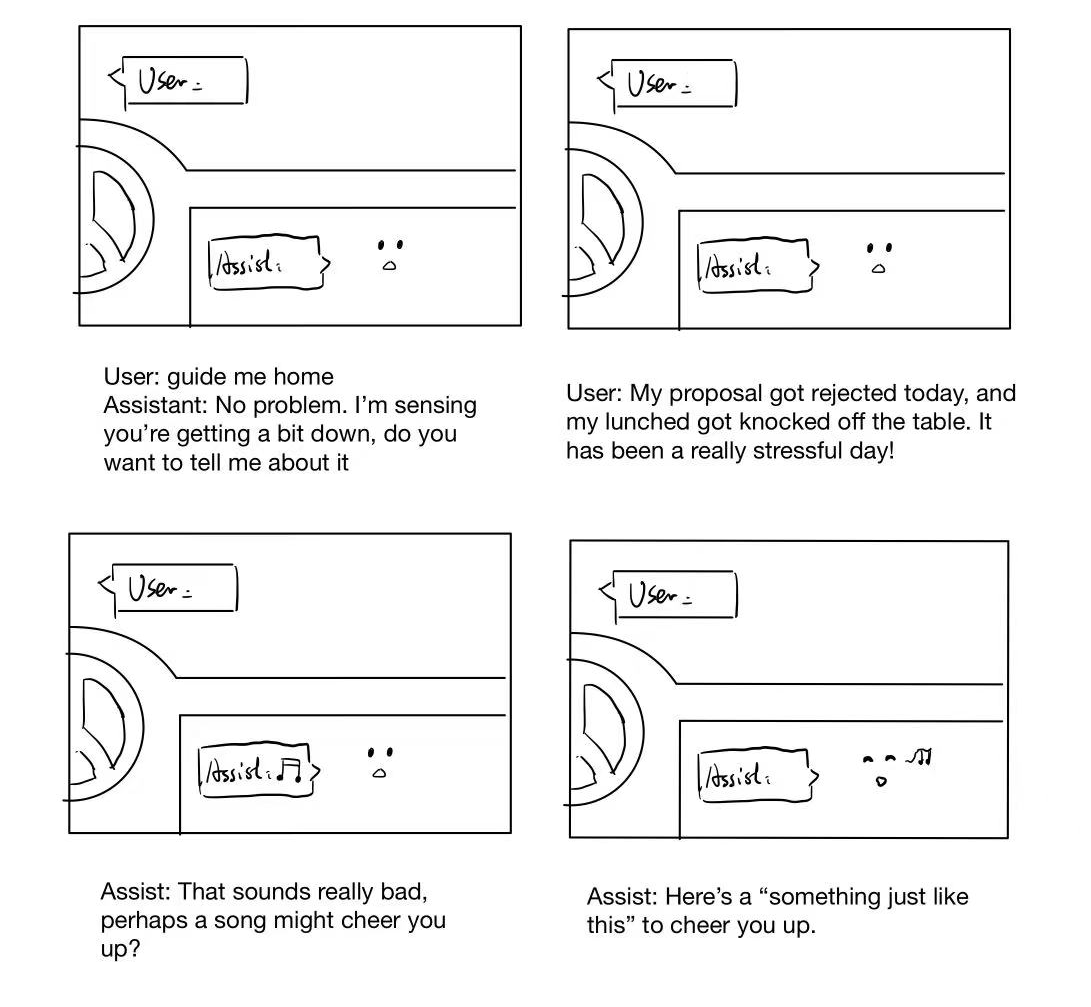 User:
Assist:
User: guide me home
Assistant: No problem. I'm sensing
you're getting a bit down, do you
want to tell me about it
User:
Assist:
User: My proposal got rejected today, and
my lunched got knocked off the table. It
has been a really stressful day!
User:
Assist:
Assist: That sounds really bad,
perhaps a song might cheer you
up?
User:
Assist:
Assist: Here's a “something just like
this” to cheer you up.